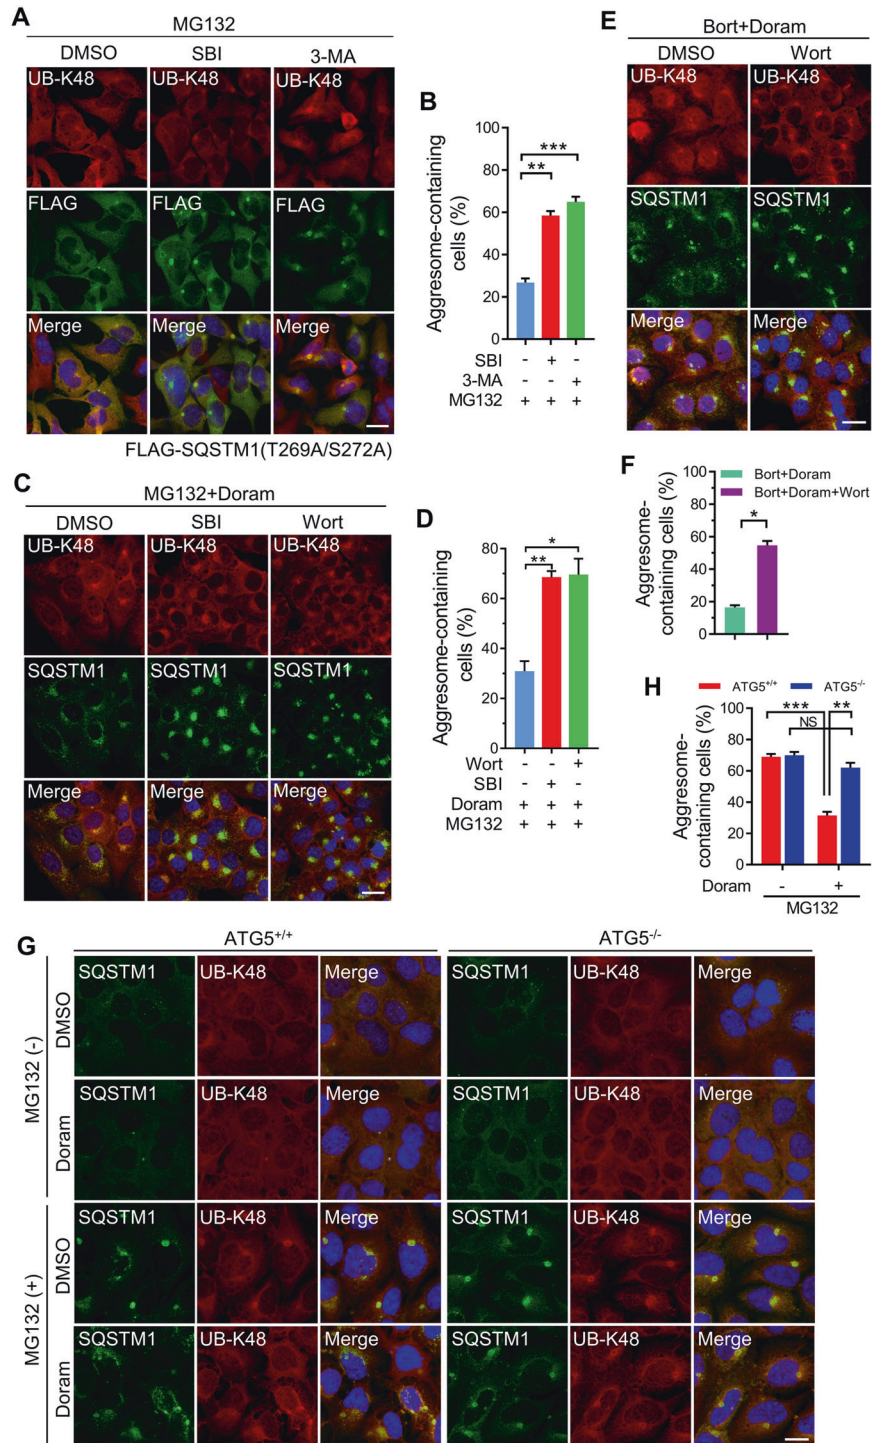 A
MG132
DMSO SBI 3-MA
UB-K48 UB-K48 UB-K48
FLAG FLAG FLAG
Merge Merge Merge
FLAG-SQSTM1(T269A/S272A)
B
Aggresome-containing
cells (%)
100
80
60
40
20
0
** ***
SBI - + -
3-MA - - +
MG132 + + +
C
MG132+Doram
DMSO SBI Wort
UB-K48 UB-K48 UB-K48
SQSTM1 SQSTM1 SQSTM1
Merge Merge Merge
D
Aggresome-containing
cells (%)
80
60
40
20
0
** *
Wort - - +
SBI - + -
Doram + + +
MG132 + + +
E
Bort+Doram
DMSO Wort
UB-K48 UB-K48
SQSTM1 SQSTM1
Merge Merge
F
Bort+Doram
Bort+Doram+Wort
Aggresome-
containing cells (%)
100
80
60
40
20
0
*
H
ATG5+/+ ATG5-/-
Aggresome-
containing cells (%)
100
80
60
40
20
0
*** **
NS
Doram - +
MG132
G
ATG5+/+ ATG5-/-
MG132 (-)
DMSO
SQSTM1 UB-K48 Merge SQSTM1 UB-K48 Merge
Doram
SQSTM1 UB-K48 Merge SQSTM1 UB-K48 Merge
MG132 (+)
DMSO
SQSTM1 UB-K48 Merge SQSTM1 UB-K48 Merge
Doram
SQSTM1 UB-K48 Merge SQSTM1 UB-K48 Merge